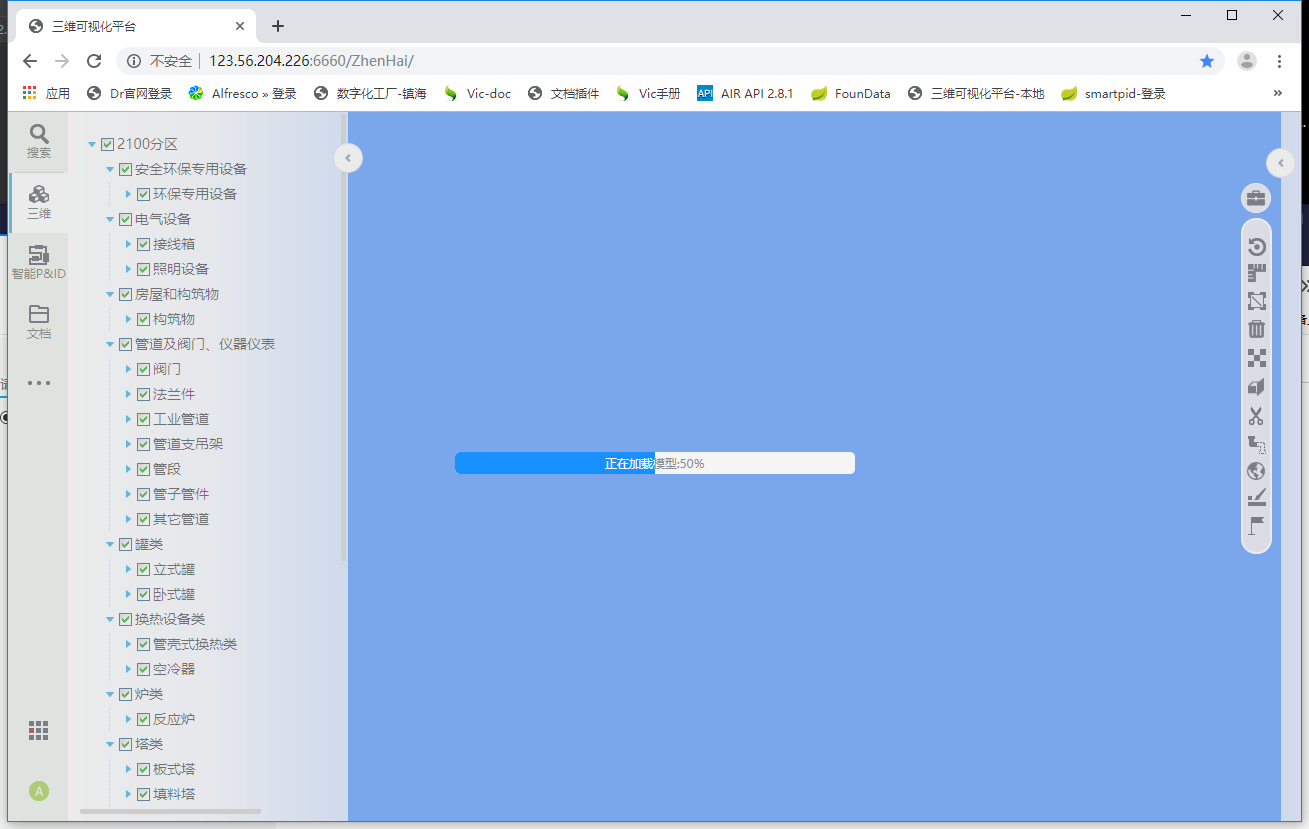 三维可视化平台
不安全 123.56.204.226:6660/ZhenHai/
应用 Dr官网登录 Alfresco » 登录 数字化工厂-镇海 Vic-doc 文档插件 Vic手册 API AIR API 2.8.1 FounData 三维可视化平台-本地 smartpid-登录 »
搜索
三维
智能P&ID
文档
A
2100分区
安全环保专用设备
环保专用设备
电气设备
接线箱
照明设备
房屋和构筑物
构筑物
管道及阀门、仪器仪表
阀门
法兰件
工业管道
管道支吊架
管段
管子管件
其它管道
罐类
立式罐
卧式罐
换热设备类
管壳式换热类
空冷器
炉类
反应炉
塔类
板式塔
填料塔
正在加载模型:50%